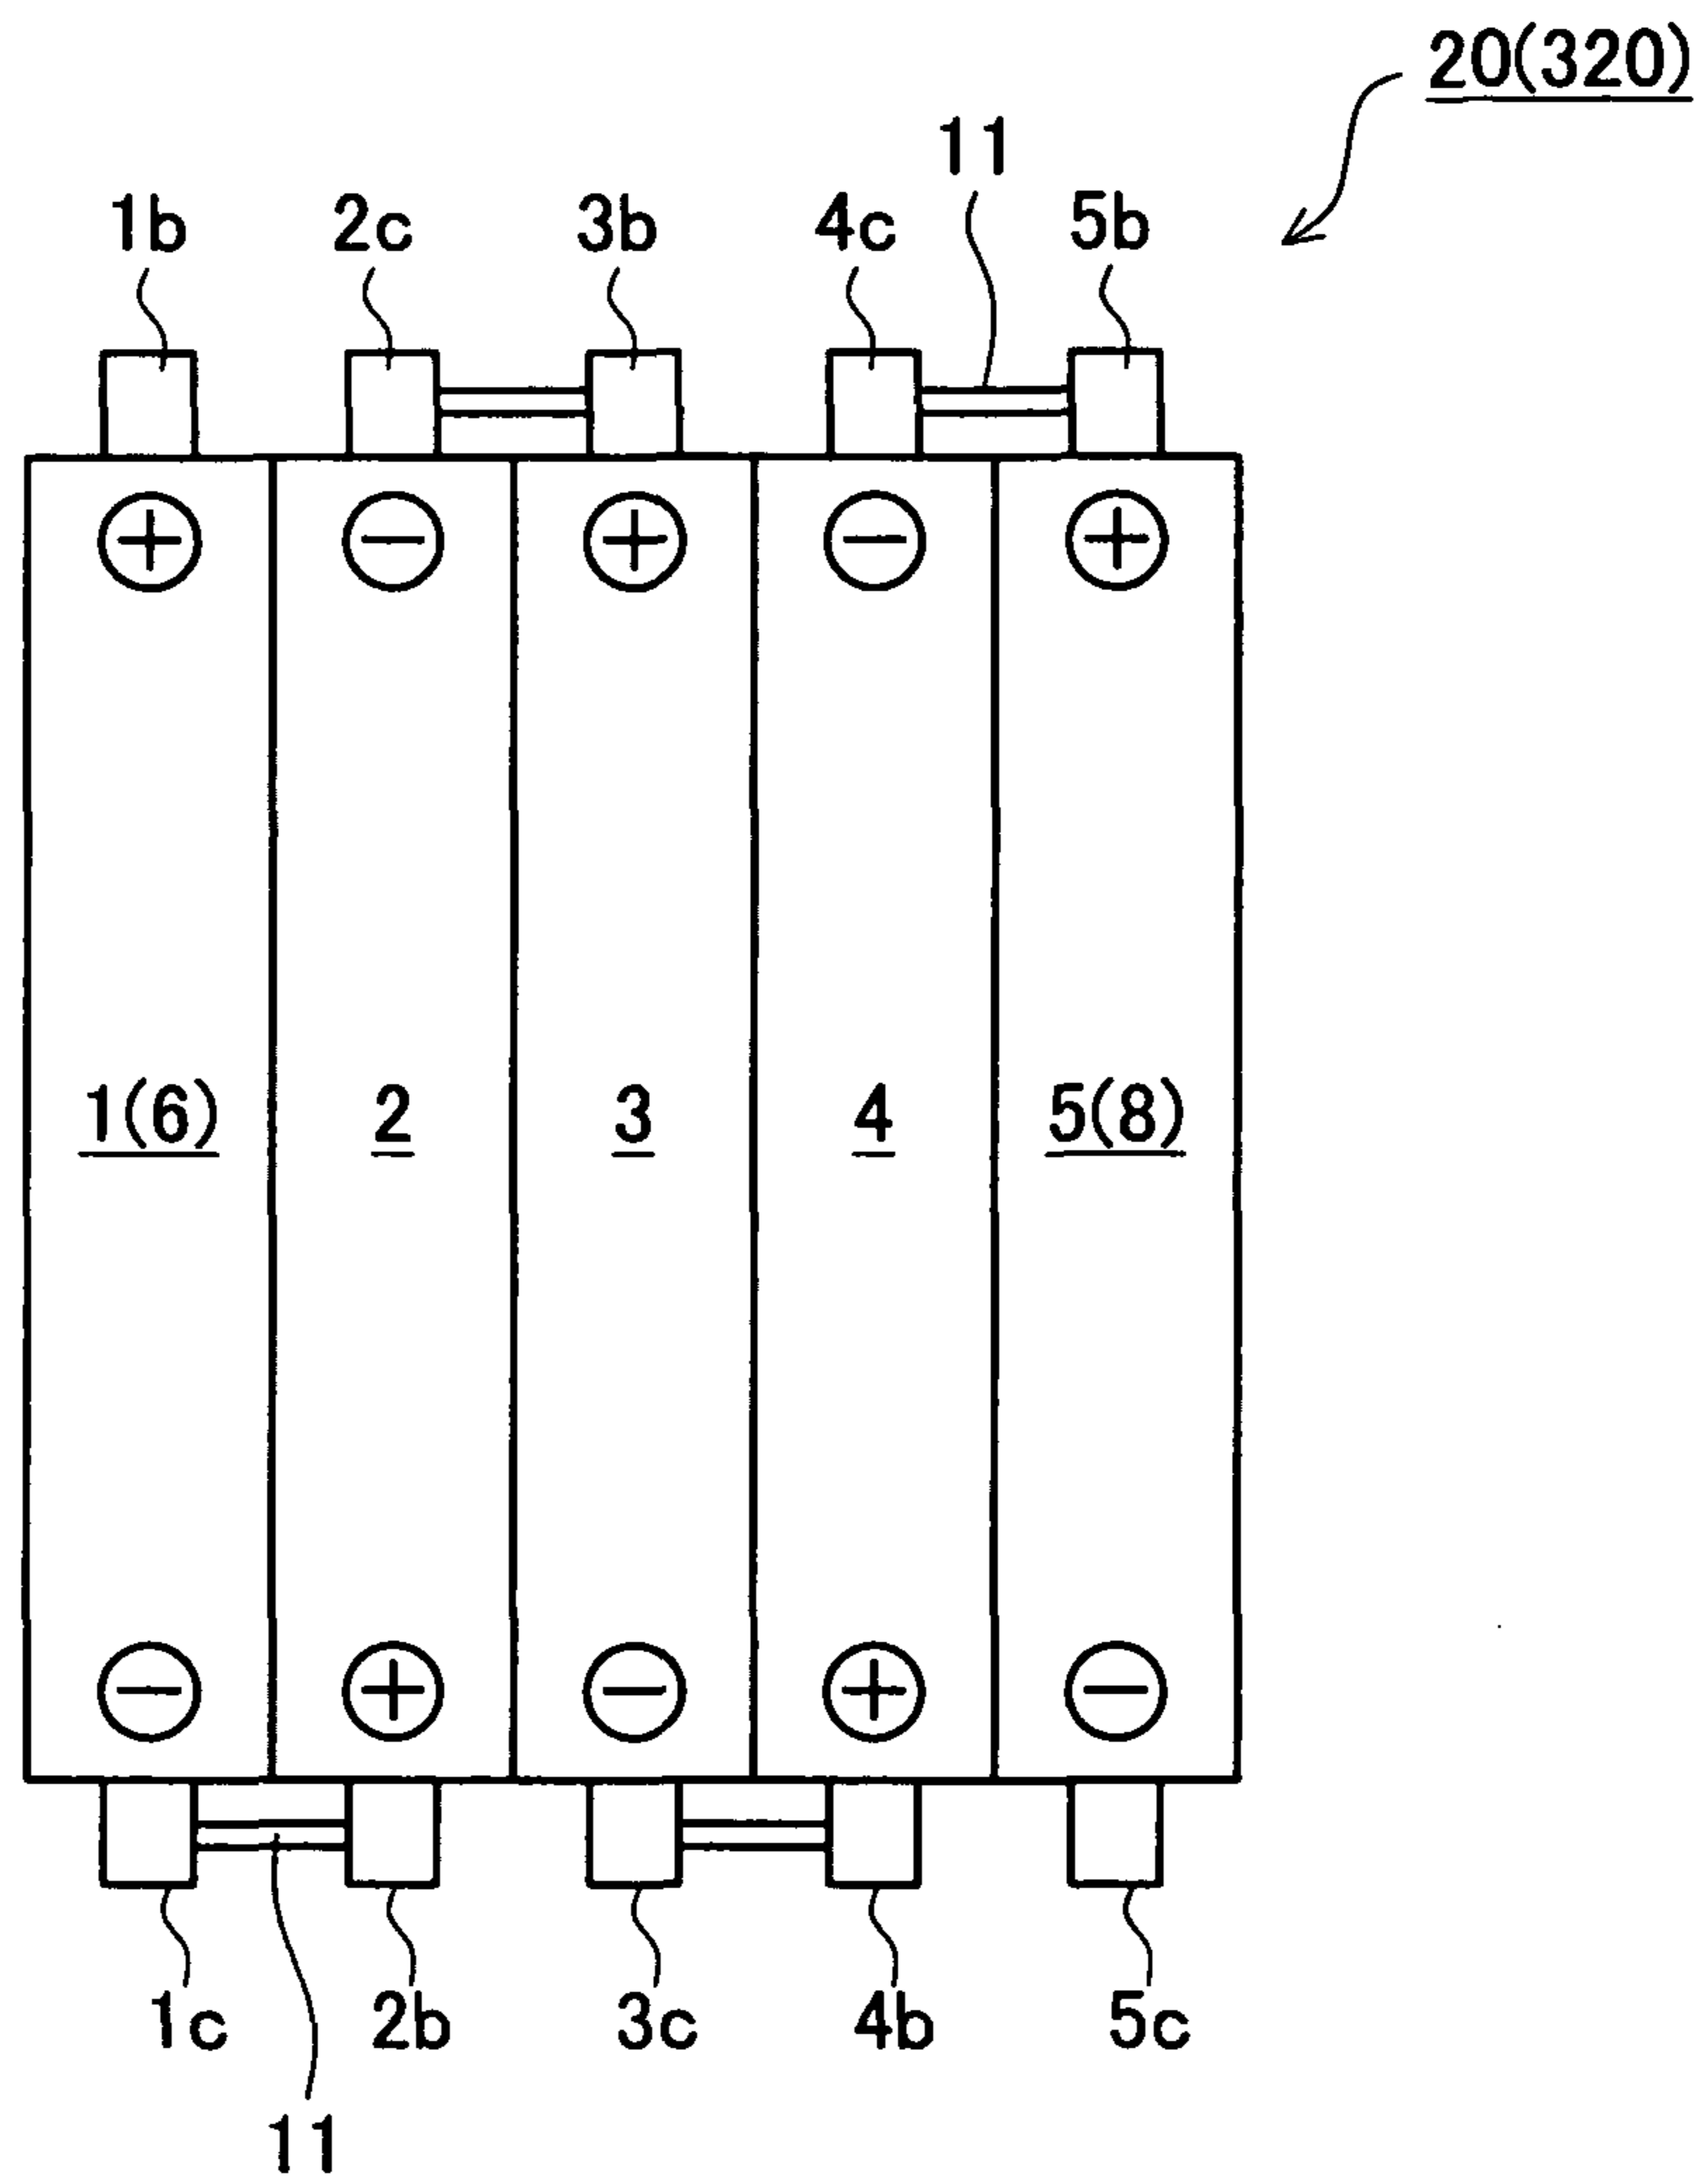 20(320)
11
1b 2c 3b 4c 5b
+ − + − +
1(6) 2 3 4 5(8)
− + − + −
1c 2b 3c 4b 5c
11